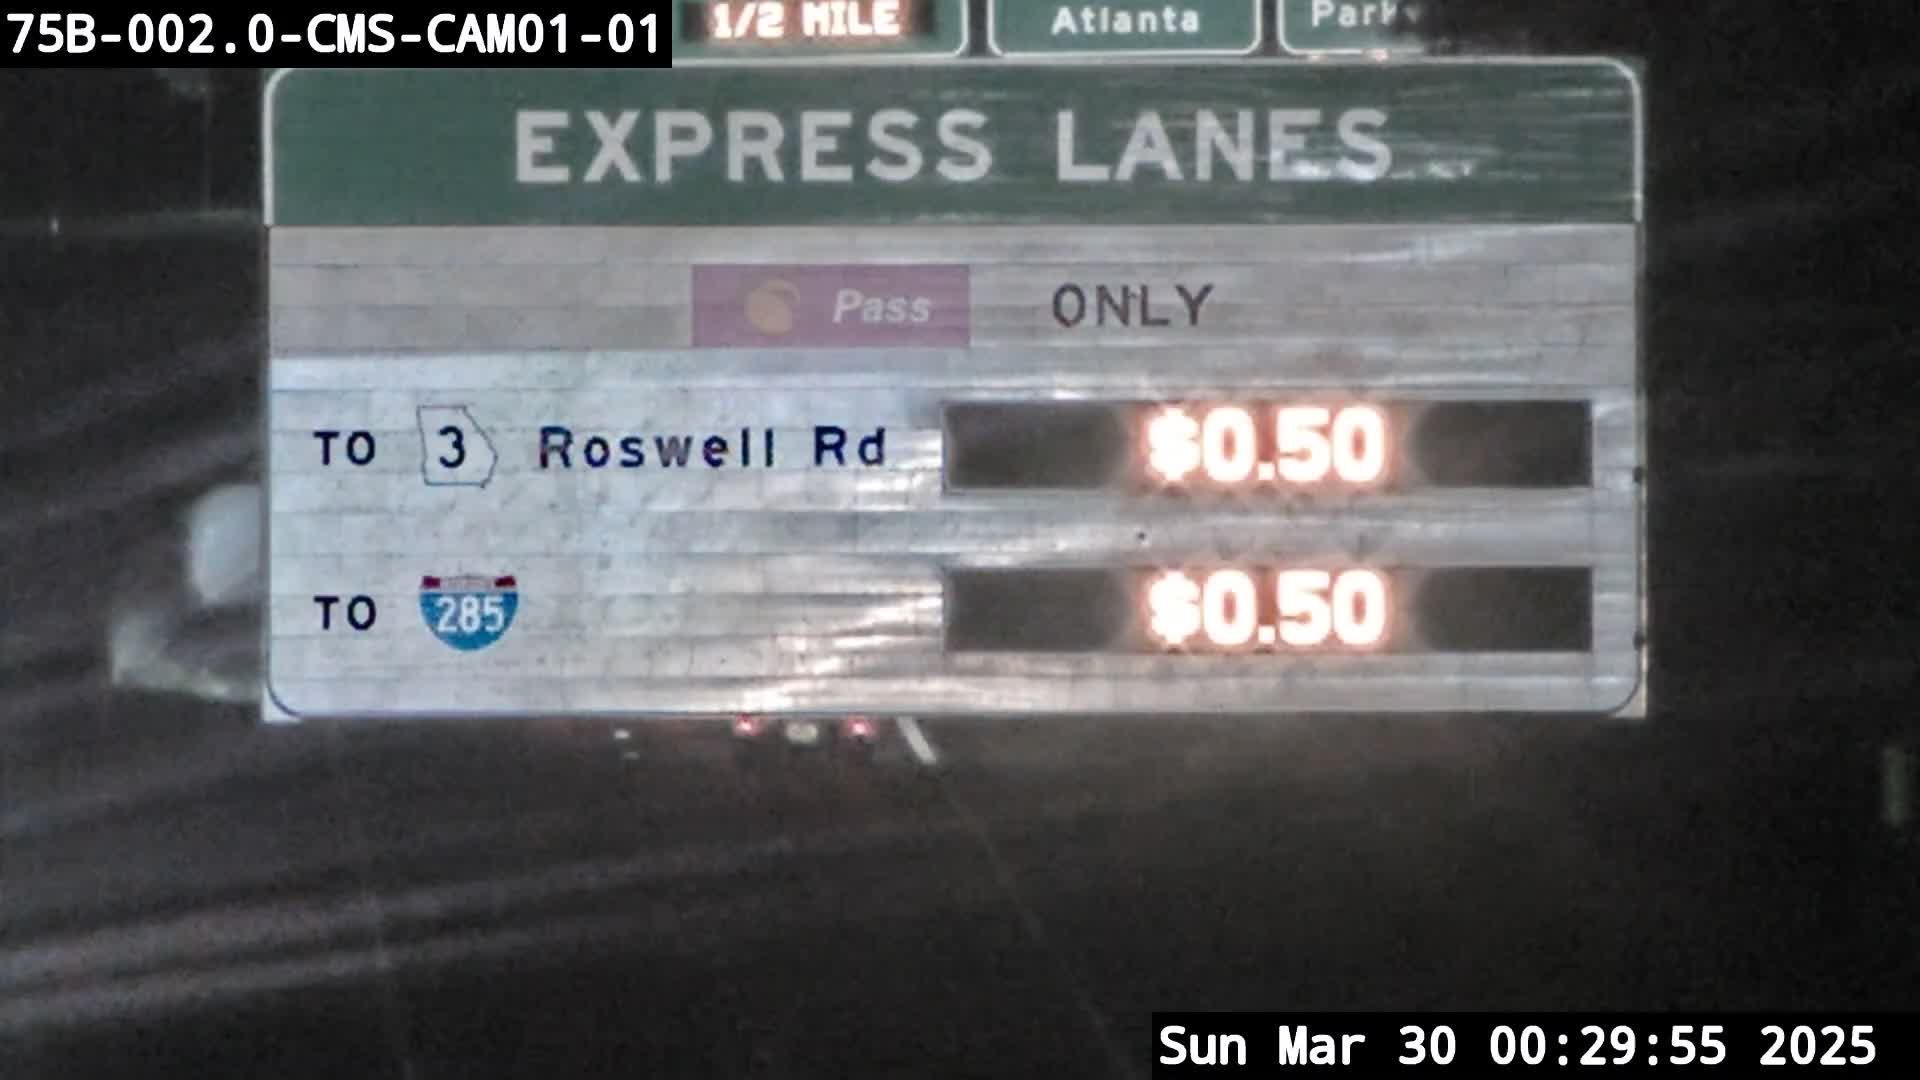 75B-002.0-CMS-CAM01-01
1/2 MILE
Atlanta
EXPRESS LANES
Pass ONLY
TO 3 Roswell Rd $0.50
TO 285 $0.50
Sun Mar 30 00:29:55 2025